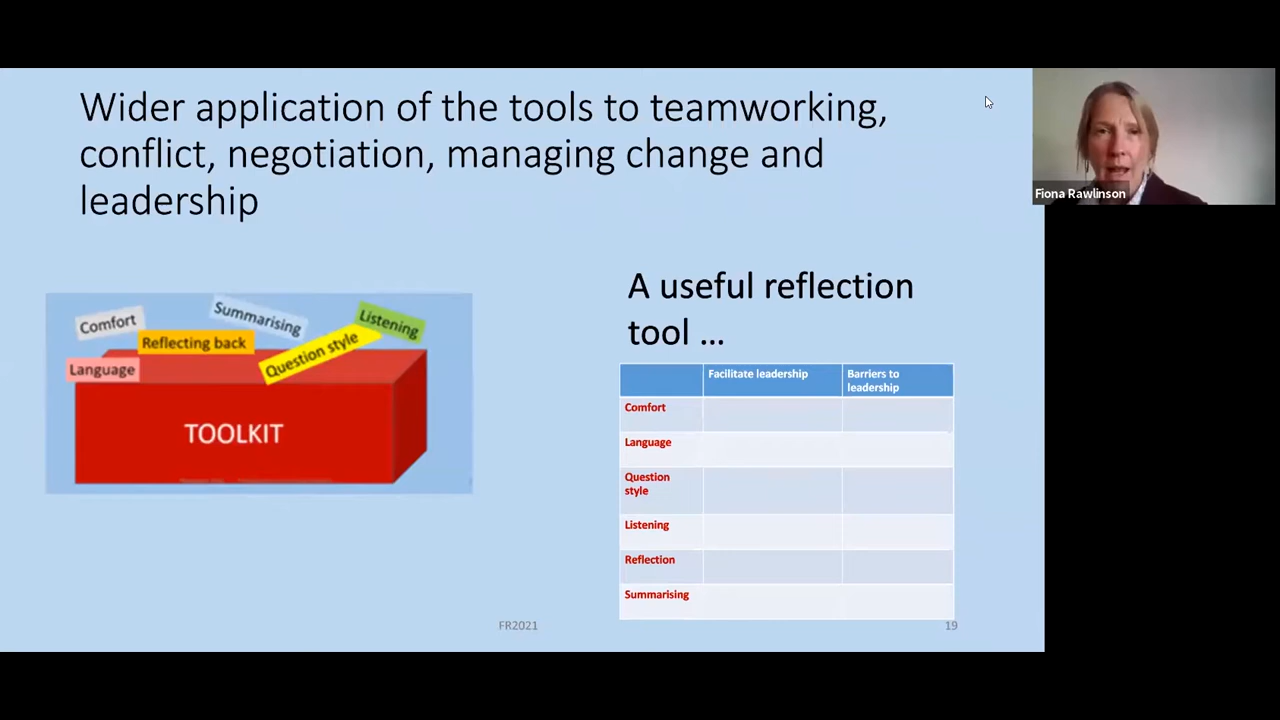 Wider application of the tools to teamworking,
conflict, negotiation, managing change and
leadership
Fiona Rawlinson
Comfort
Summarising
Listening
Reflecting back
Question style
Language
TOOLKIT
A useful reflection
tool ...
Facilitate leadership
Barriers to
leadership
Comfort
Language
Question
style
Listening
Reflection
Summarising
FR2021
19